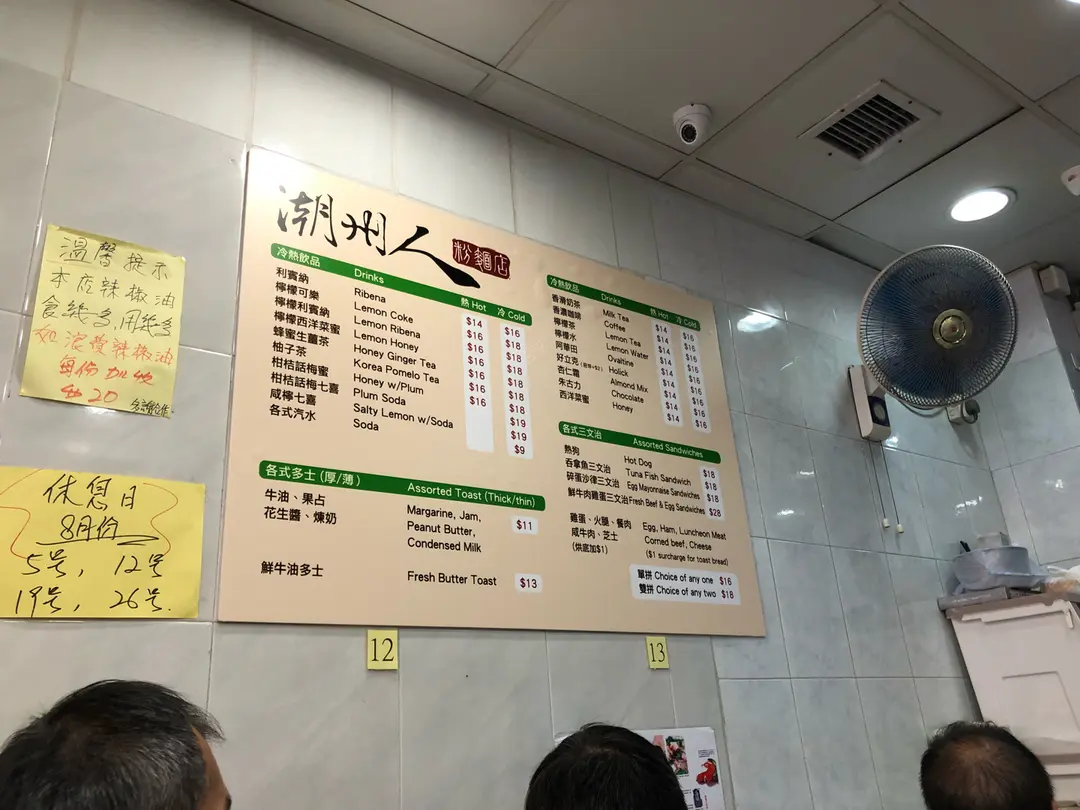 溫馨提示
本店辣椒油
食幾多,用幾多
如浪費辣椒油
每份加收
$20
休息日
8月份
5号, 12号
19号, 26号.
潮州人 粉麵店
冷熱飲品 Drinks 熱 Hot 冷 Cold
利賓納 Ribena $14 $16
檸檬可樂 Lemon Coke $16 $18
檸檬利賓納 Lemon Ribena $16 $18
檸檬西洋菜蜜 Lemon Honey $16 $18
蜂蜜生薑茶 Honey Ginger Tea $16 $18
柚子茶 Korea Pomelo Tea $16 $18
柑桔話梅蜜 Honey w/Plum $16 $18
柑桔話梅七喜 Plum Soda $19
咸檸七喜 Salty Lemon w/Soda $19
各式汽水 Soda $9
各式多士 (厚/薄) Assorted Toast (Thick/thin)
牛油、果占 Margarine, Jam,
花生醬、煉奶 Peanut Butter, $11
Condensed Milk
鮮牛油多士 Fresh Butter Toast $13
冷熱飲品 Drinks 熱 Hot 冷 Cold
香滑奶茶 Milk Tea $14 $16
香濃咖啡 Coffee $14 $16
檸檬茶 Lemon Tea $14 $16
檸檬水 Lemon Water $14 $16
阿華田 Ovaltine $14 $16
好立克 Holick $14 $16
杏仁霜 Almond Mix $14 $16
朱古力 Chocolate $14 $16
西洋菜蜜 Honey $14 $16
各式三文治 Assorted Sandwiches
熱狗 Hot Dog $18
吞拿魚三文治 Tuna Fish Sandwich $18
碎蛋沙律三文治 Egg Mayonnaise Sandwiches $18
鮮牛肉雞蛋三文治 Fresh Beef & Egg Sandwiches $28
雞蛋、火腿、餐肉 Egg, Ham, Luncheon Meat
咸牛肉、芝士 Corned beef, Cheese
(烘底加$1) ($1 surcharge for toast bread)
單拼 Choice of any one $16
雙拼 Choice of any two $18
12
13